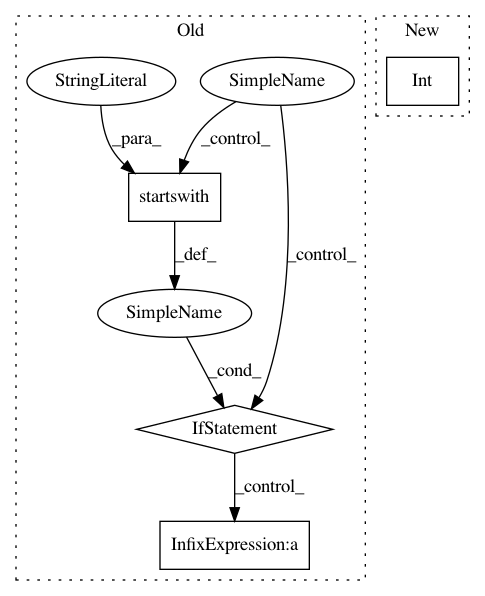 Old
New
StringLiteral
SimpleName
Int
_para_
_control_
startswith
_def_
_control_
SimpleName
_cond_
IfStatement
_control_
InfixExpression:a